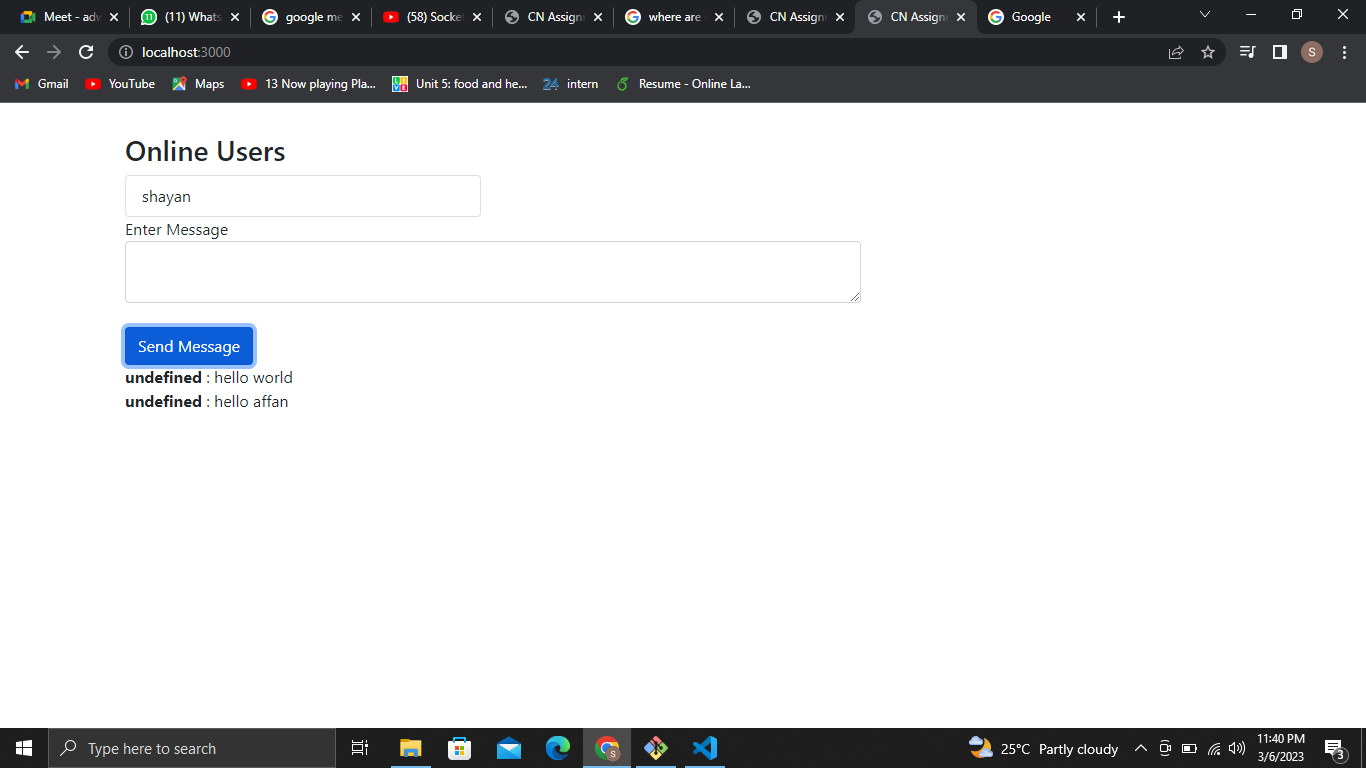 Meet - adv
(11) Whats
google me
(58) Socke
CN Assign
where are
CN Assign
CN Assign
Google
localhost:3000
S
Gmail
YouTube
Maps
13 Now playing Pla...
LIVE
Unit 5: food and he...
24
intern
Resume - Online La...
Online Users
shayan
Enter Message
Send Message
undefined : hello world
undefined : hello affan
Type here to search
25°C Partly cloudy
11:40 PM
3/6/2023
3